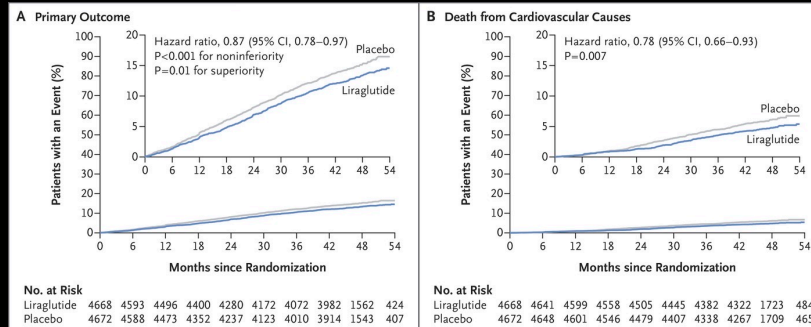 A Primary Outcome
Patients with an Event (%)
100
90
80
70
60
50
40
30
20
10
0
20
15
10
5
0
Hazard ratio, 0.87 (95% CI, 0.78–0.97)
P<0.001 for noninferiority
P=0.01 for superiority
Placebo
Liraglutide
0 6 12 18 24 30 36 42 48 54
0 6 12 18 24 30 36 42 48 54
Months since Randomization
No. at Risk
Liraglutide 4668 4593 4496 4400 4280 4172 4072 3982 1562 424
Placebo 4672 4588 4473 4352 4237 4123 4010 3914 1543 407
B Death from Cardiovascular Causes
Patients with an Event (%)
100
90
80
70
60
50
40
30
20
10
0
20
15
10
5
0
Hazard ratio, 0.78 (95% CI, 0.66–0.93)
P=0.007
Placebo
Liraglutide
0 6 12 18 24 30 36 42 48 54
0 6 12 18 24 30 36 42 48 54
Months since Randomization
No. at Risk
Liraglutide 4668 4641 4599 4558 4505 4445 4382 4322 1723 484
Placebo 4672 4648 4601 4546 4479 4407 4338 4267 1709 465